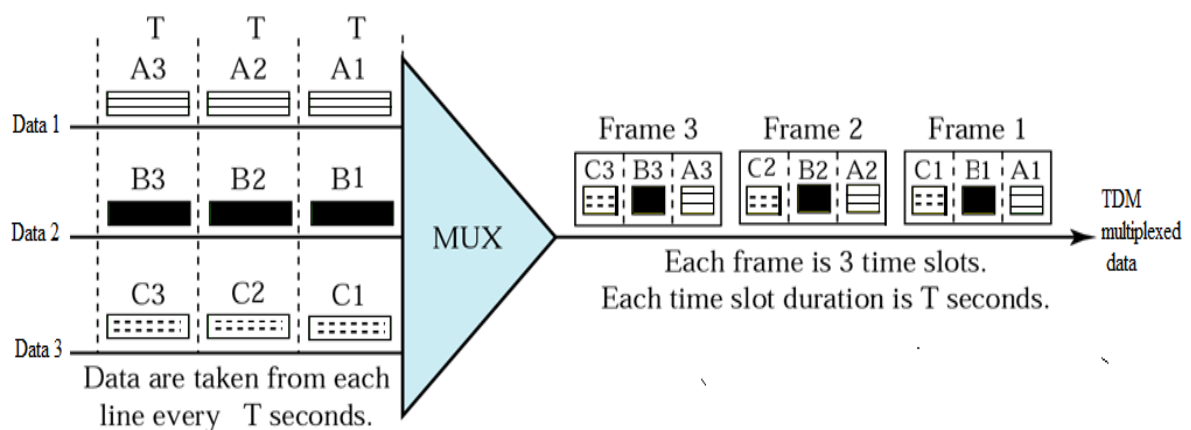 T T T
A3 A2 A1
Data 1
B3 B2 B1
Data 2
C3 C2 C1
Data 3
Data are taken from each
line every T seconds.
MUX
Frame 3 Frame 2 Frame 1
C3 B3 A3 C2 B2 A2 C1 B1 A1
Each frame is 3 time slots.
Each time slot duration is T seconds.
TDM
multiplexed
data